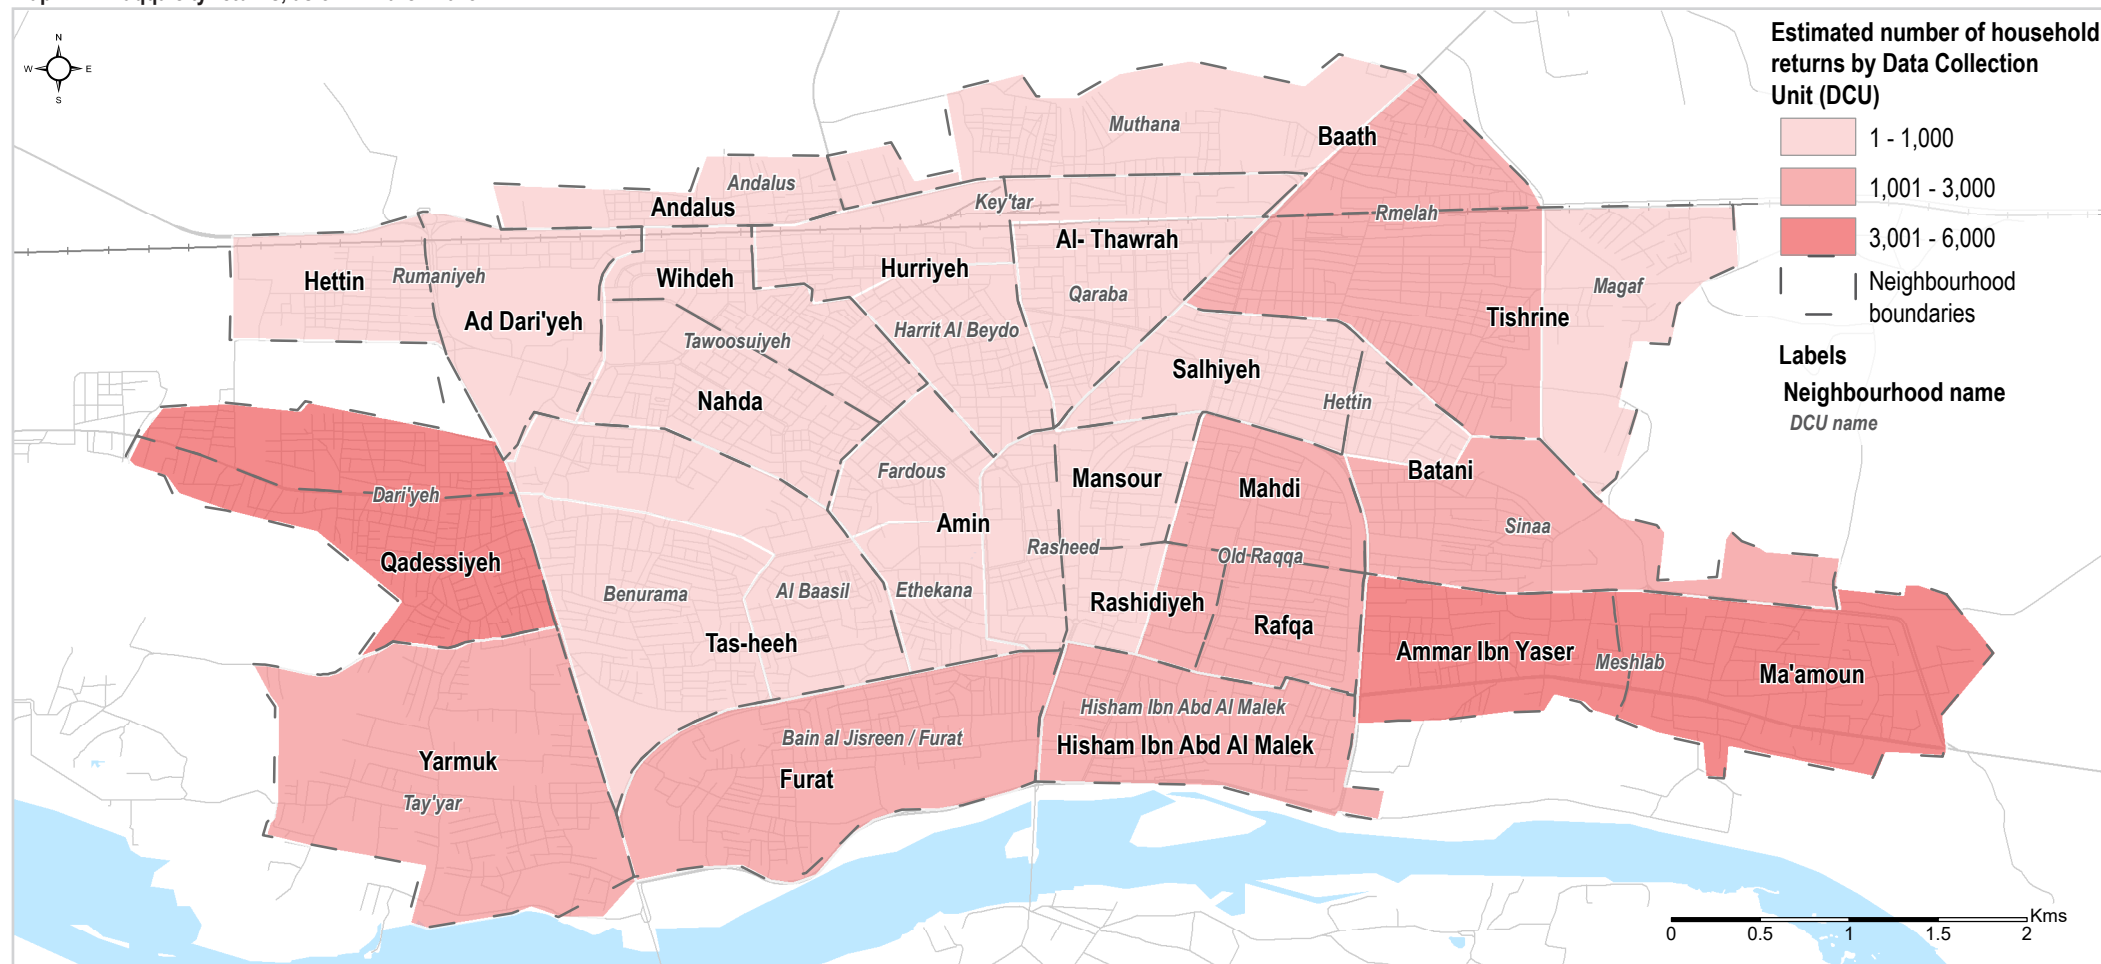 N
W E
S
Estimated number of household
returns by Data Collection
Unit (DCU)
1 - 1,000
1,001 - 3,000
3,001 - 6,000
Neighbourhood
boundaries
Labels
Neighbourhood name
DCU name
Muthana
Baath
Andalus
Andalus
Key'tar
Rmelah
Al- Thawrah
Hettin
Rumaniyeh
Wihdeh
Hurriyeh
Qaraba
Magaf
Ad Dari'yeh
Tishrine
Tawoosuiyeh
Harrit Al Beydo
Salhiyeh
Nahda
Hettin
Fardous
Mansour
Mahdi
Batani
Dari'yeh
Amin
Sinaa
Qadessiyeh
Rasheed
Old Raqqa
Benurama
Al Baasil
Ethekana
Rashidiyeh
Rafqa
Tas-heeh
Ammar Ibn Yaser
Meshlab
Ma'amoun
Hisham Ibn Abd Al Malek
Bain al Jisreen / Furat
Hisham Ibn Abd Al Malek
Yarmuk
Furat
Tay'yar
Kms
0 0.5 1 1.5 2